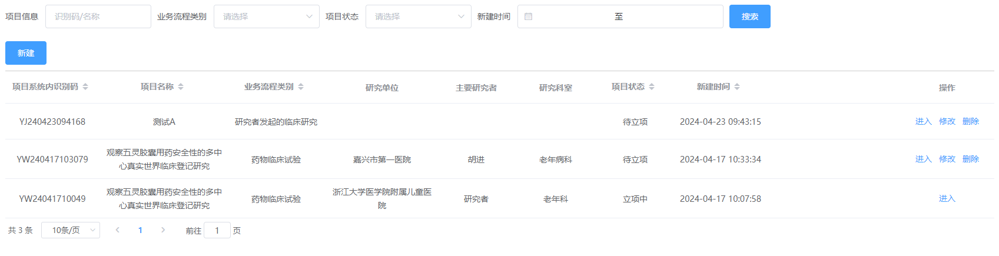 项目信息 识别码/名称 业务流程类别 请选择 项目状态 请选择 新建时间 至 搜索
新建
项目系统内识别码 项目名称 业务流程类别 研究单位 主要研究者 研究科室 项目状态 新建时间 操作
YJ240423094168 测试A 研究者发起的临床研究 待立项 2024-04-23 09:43:15 进入 修改 删除
观察五灵胶囊用药安全性的多中
YW240417103079 药物临床试验 嘉兴市第一医院 胡进 老年病科 待立项 2024-04-17 10:33:34 进入 修改 删除
心真实世界临床登记研究
观察五灵胶囊用药安全性的多中 浙江大学医学院附属儿童医
YW24041710049 药物临床试验 研究者 老年科 立项中 2024-04-17 10:07:58 进入
心真实世界临床登记研究 院
共 3 条 10条/页 1 前往 1 页